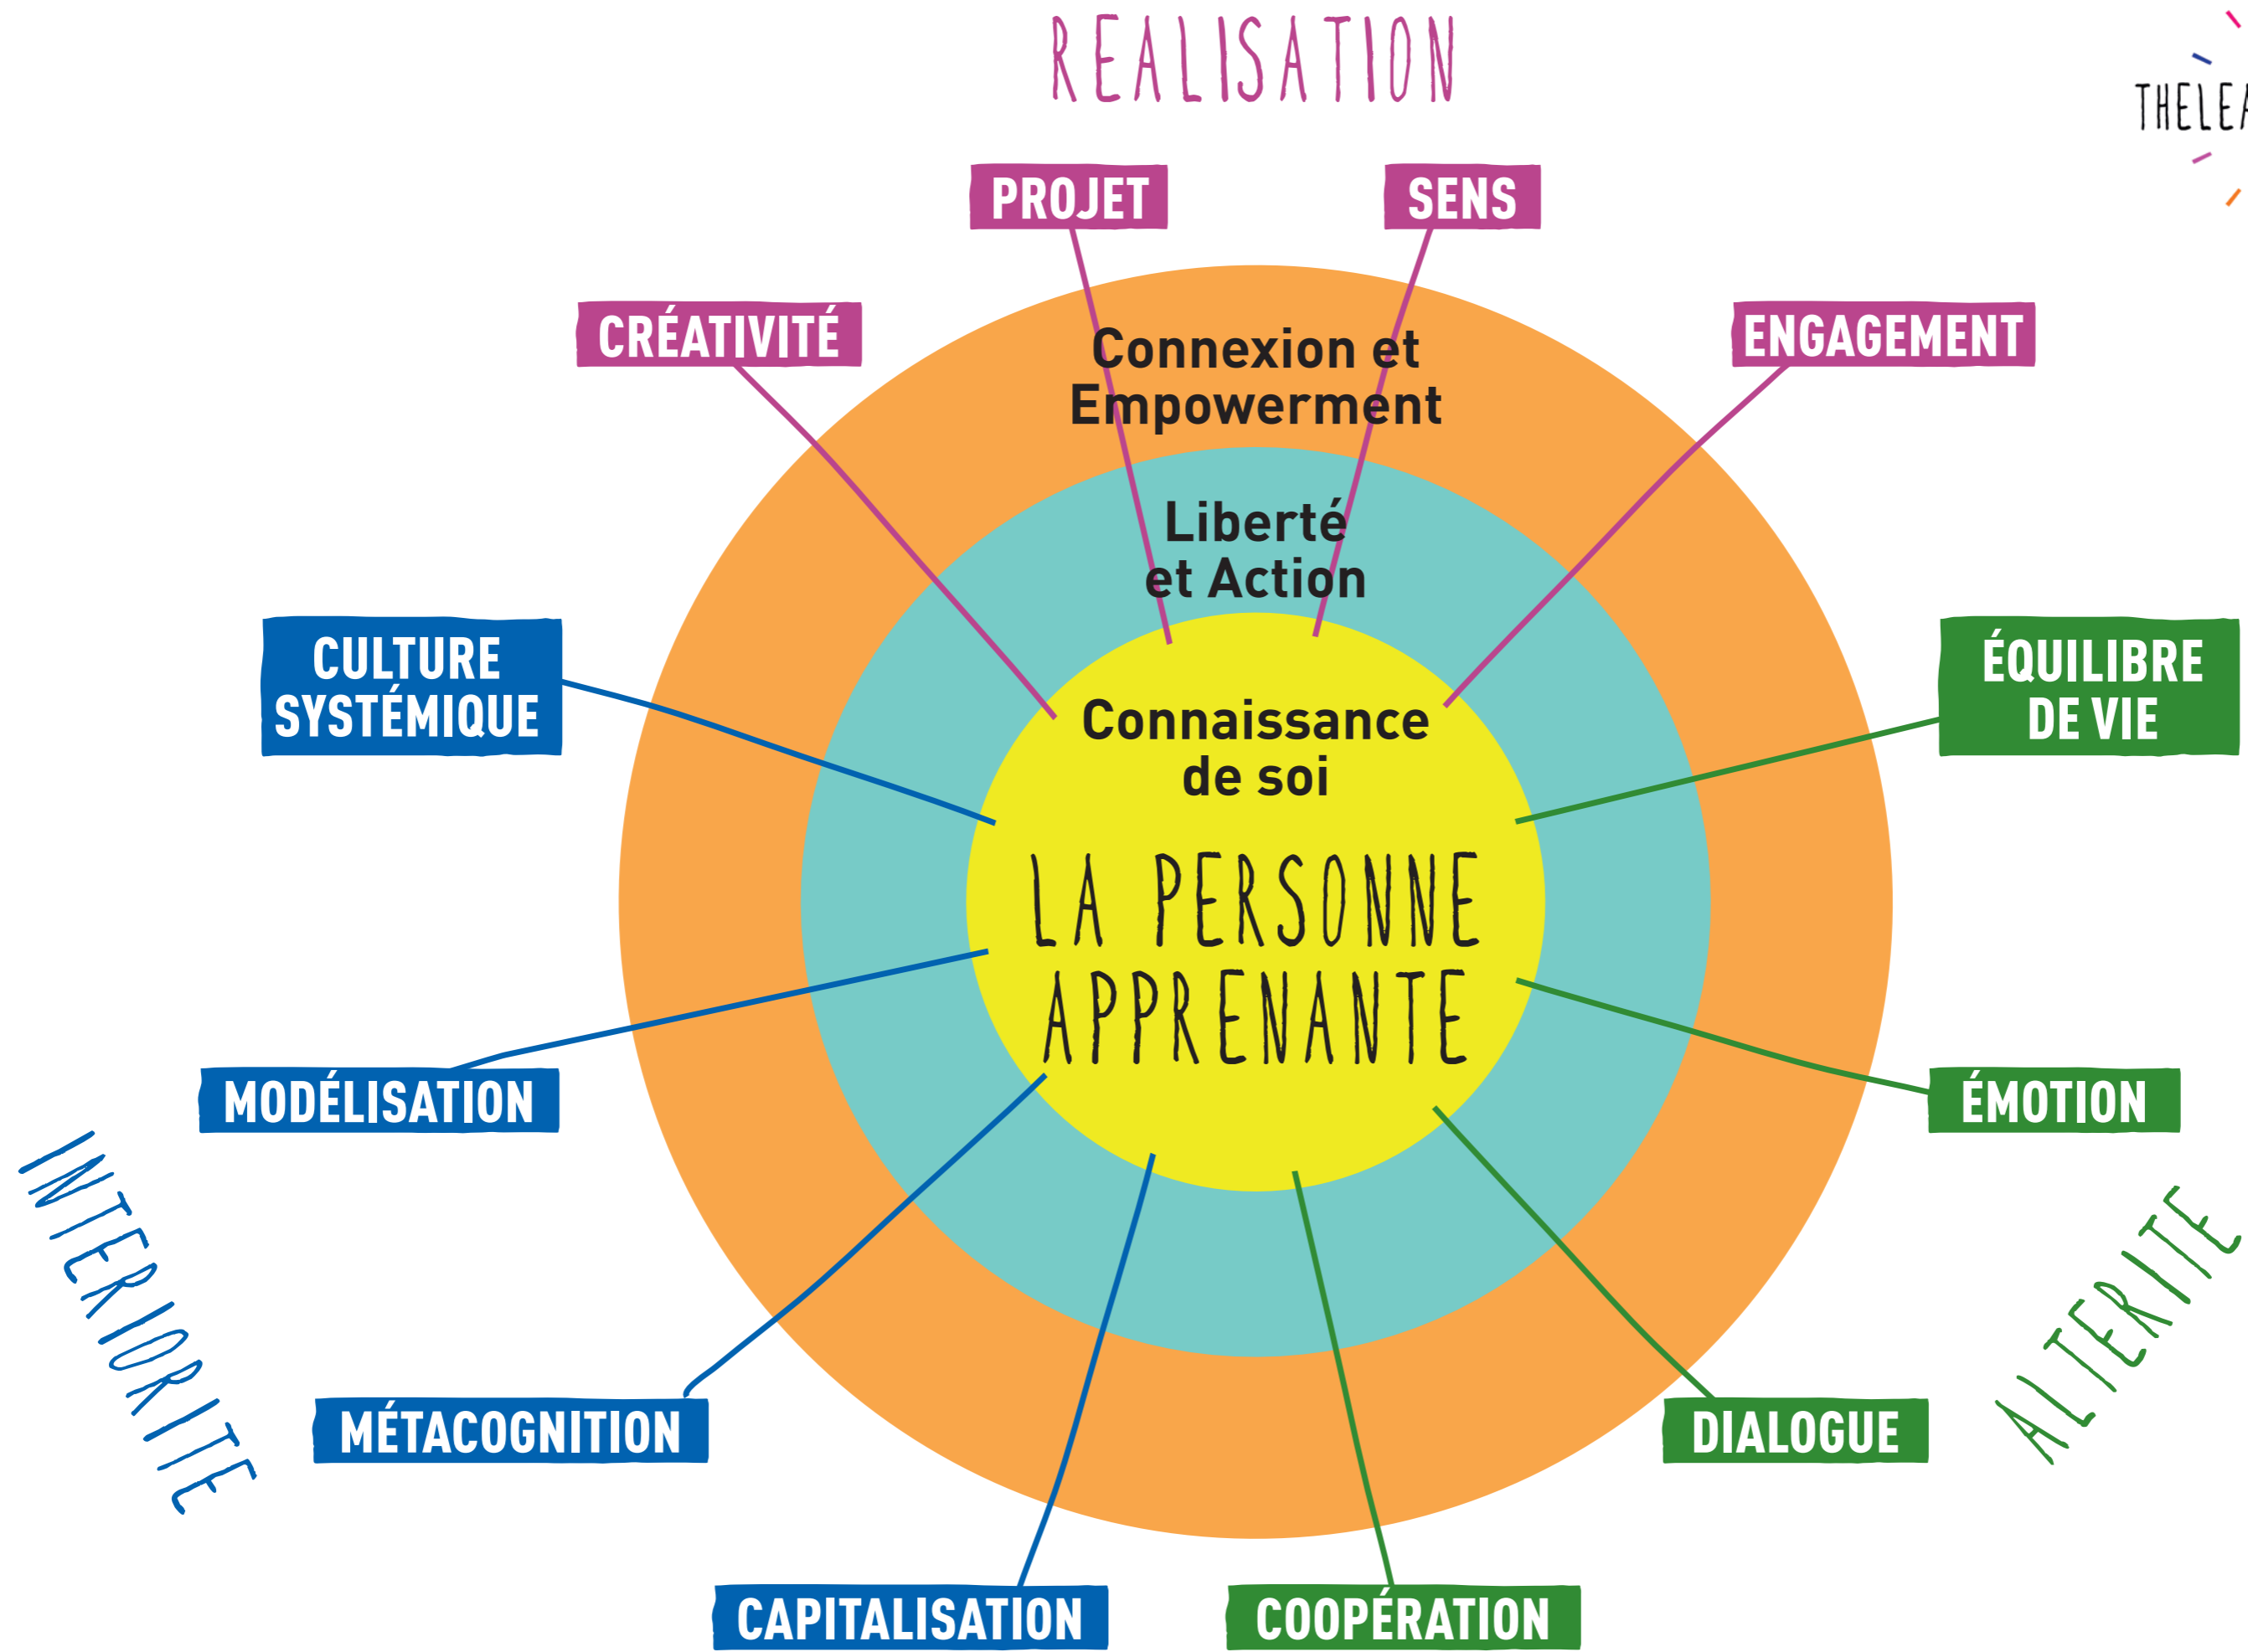 REALISATION
THELEA
PROJET
SENS
CRÉATIVITÉ
ENGAGEMENT
Connexion et
Empowerment
Liberté
et Action
CULTURE
SYSTÉMIQUE
ÉQUILIBRE
DE VIE
Connaissance
de soi
LA PERSONNE
APPRENANTE
MODÉLISATION
ÉMOTION
INTERIORITE
ALTERITE
MÉTACOGNITION
DIALOGUE
CAPITALISATION
COOPÉRATION